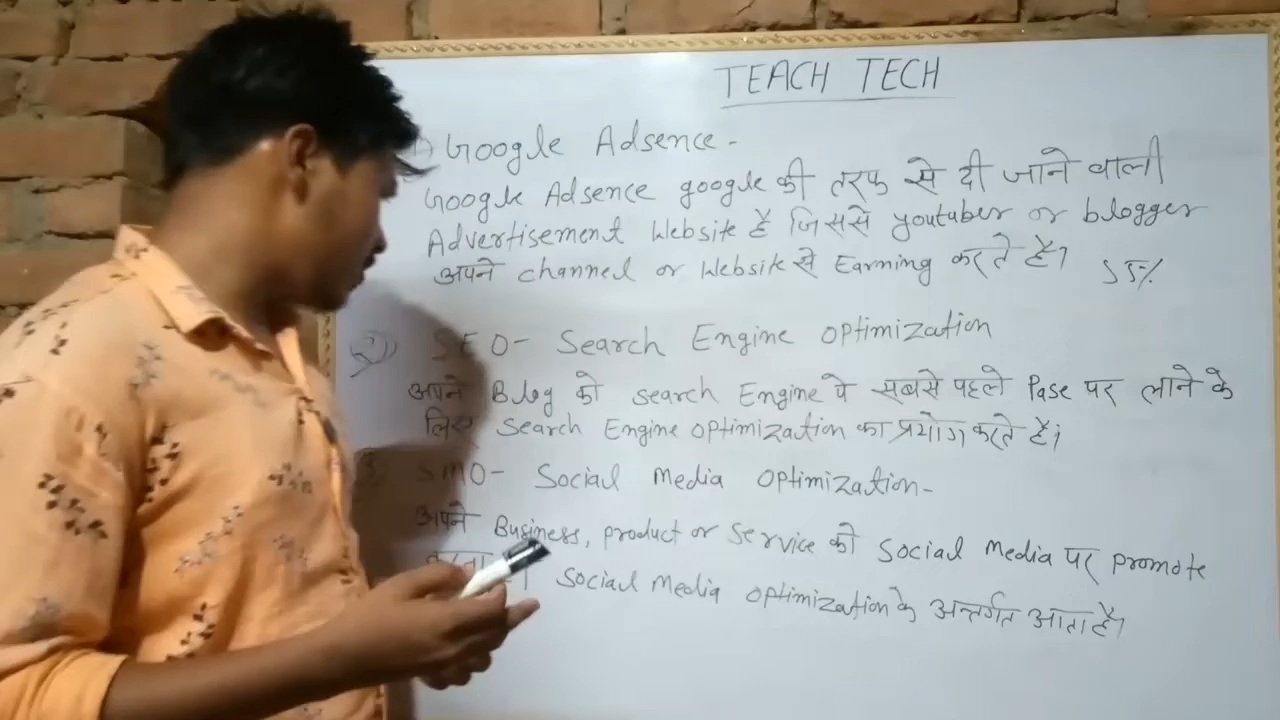 TEACH TECH
1) Google Adsence -
Google Adsence google की तरफ से दी जाने वाली
Advertisement Website है जिससे youtuber or blogger
अपने channel or Website से Earning करते है।
55%
2) SEO - Search Engine Optimization
अपने Blog को search Engine पे सबसे पहले Pase पर लाने के
लिए Search Engine Optimization का प्रयोग करते है।
SMO - Social Media Optimization -
अपने Business, product or Service को Social Media पर promote
करना Social Media Optimization के अन्तर्गत आता है।